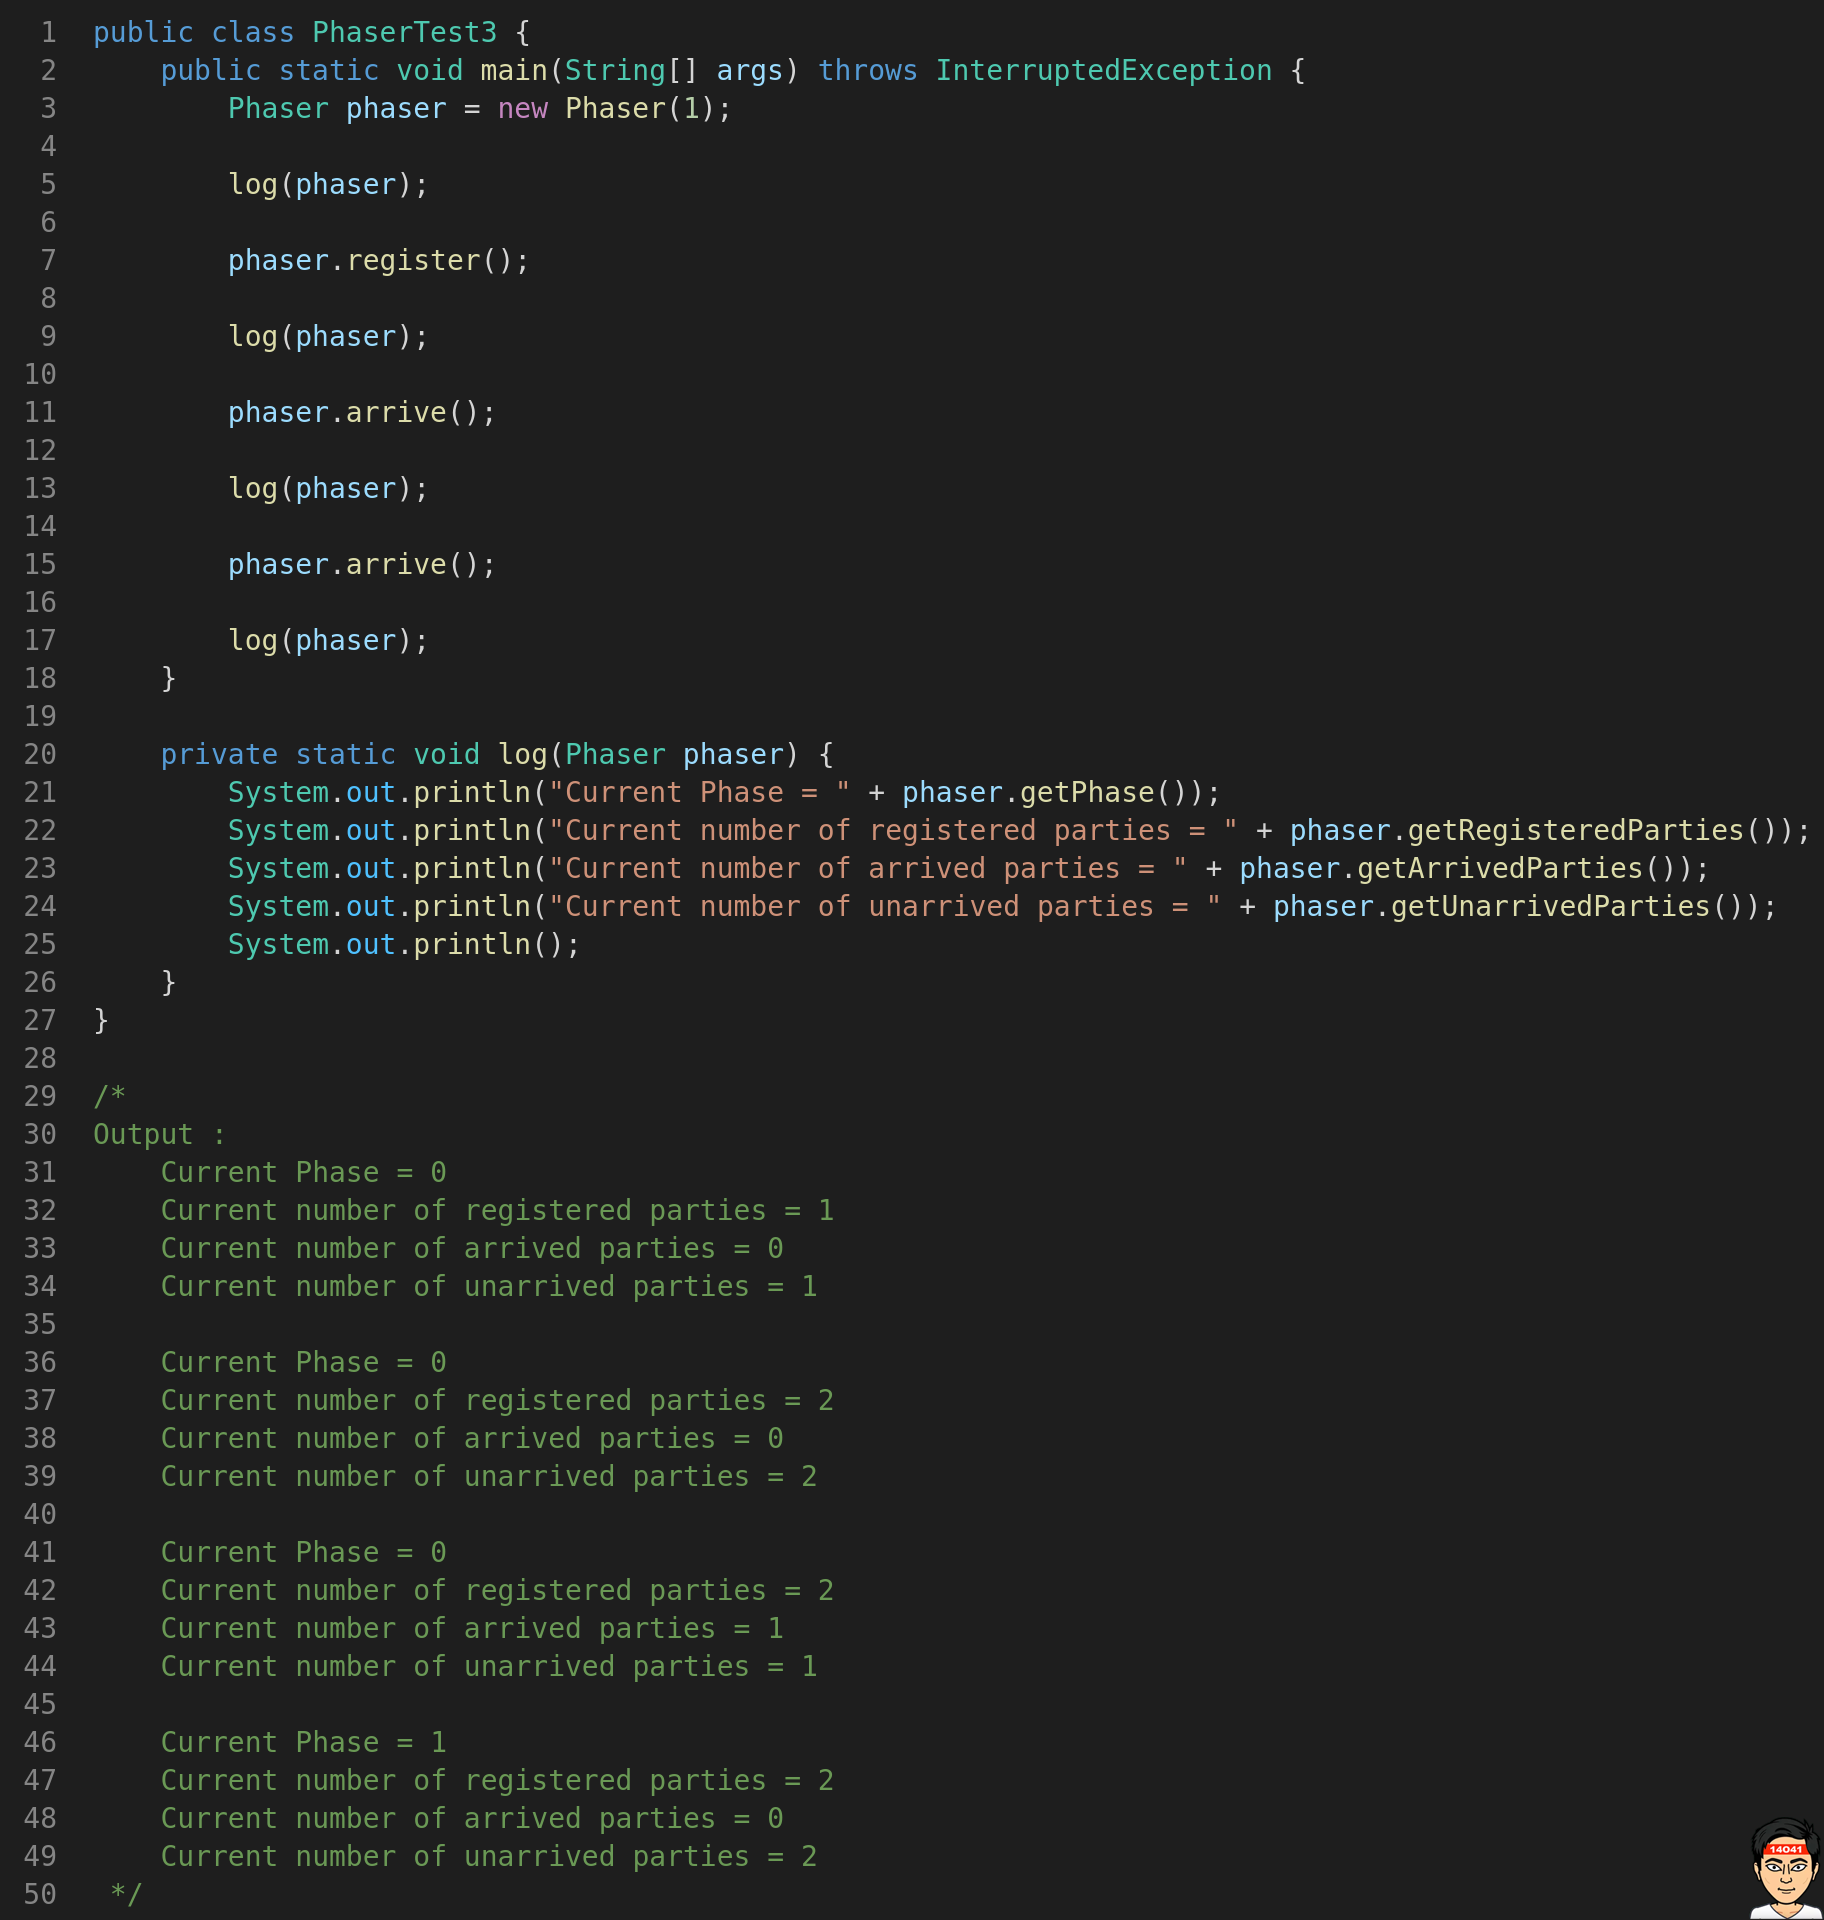 1 public class PhaserTest3 {
2     public static void main(String[] args) throws InterruptedException {
3         Phaser phaser = new Phaser(1);
4
5         log(phaser);
6
7         phaser.register();
8
9         log(phaser);
10
11         phaser.arrive();
12
13         log(phaser);
14
15         phaser.arrive();
16
17         log(phaser);
18     }
19
20     private static void log(Phaser phaser) {
21         System.out.println("Current Phase = " + phaser.getPhase());
22         System.out.println("Current number of registered parties = " + phaser.getRegisteredParties());
23         System.out.println("Current number of arrived parties = " + phaser.getArrivedParties());
24         System.out.println("Current number of unarrived parties = " + phaser.getUnarrivedParties());
25         System.out.println();
26     }
27 }
28
29 /*
30 Output :
31     Current Phase = 0
32     Current number of registered parties = 1
33     Current number of arrived parties = 0
34     Current number of unarrived parties = 1
35
36     Current Phase = 0
37     Current number of registered parties = 2
38     Current number of arrived parties = 0
39     Current number of unarrived parties = 2
40
41     Current Phase = 0
42     Current number of registered parties = 2
43     Current number of arrived parties = 1
44     Current number of unarrived parties = 1
45
46     Current Phase = 1
47     Current number of registered parties = 2
48     Current number of arrived parties = 0
49     Current number of unarrived parties = 2
50  */
14041